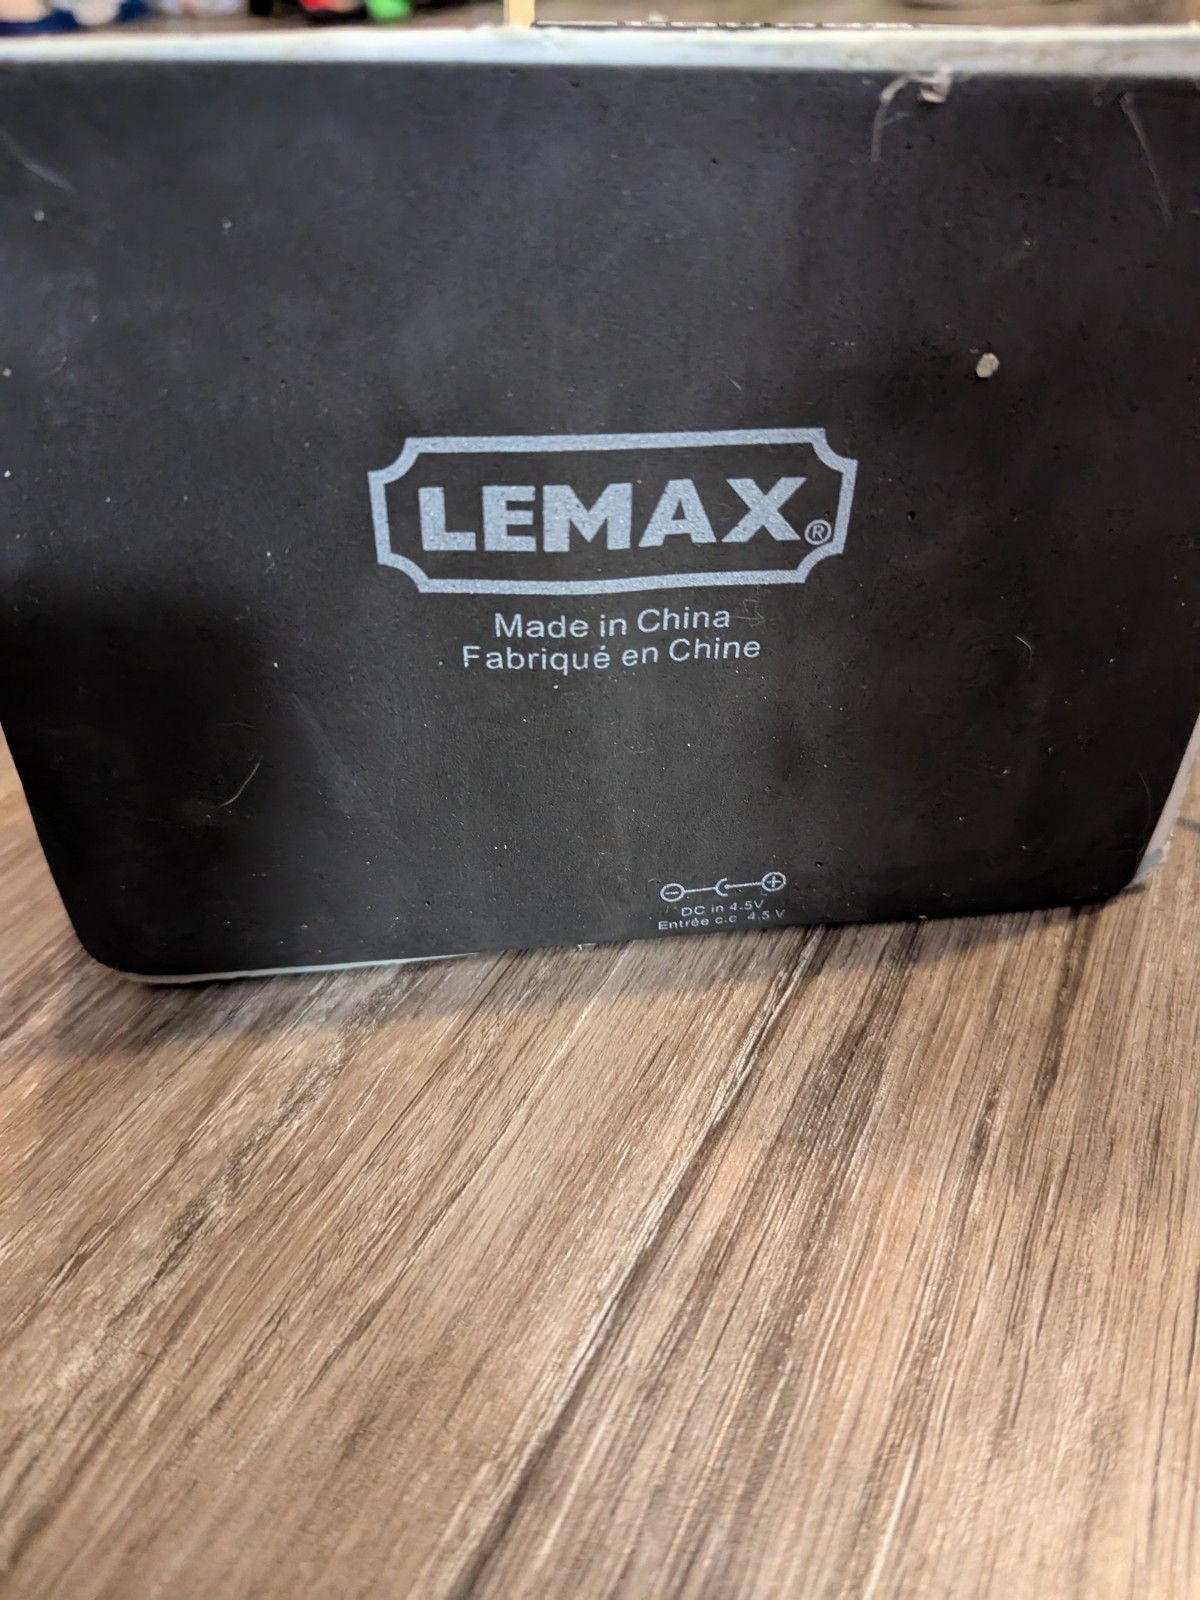 LEMAX®
Made in China
Fabriqué en Chine
DC in 4.5V
Entrée c.c 4.5 V